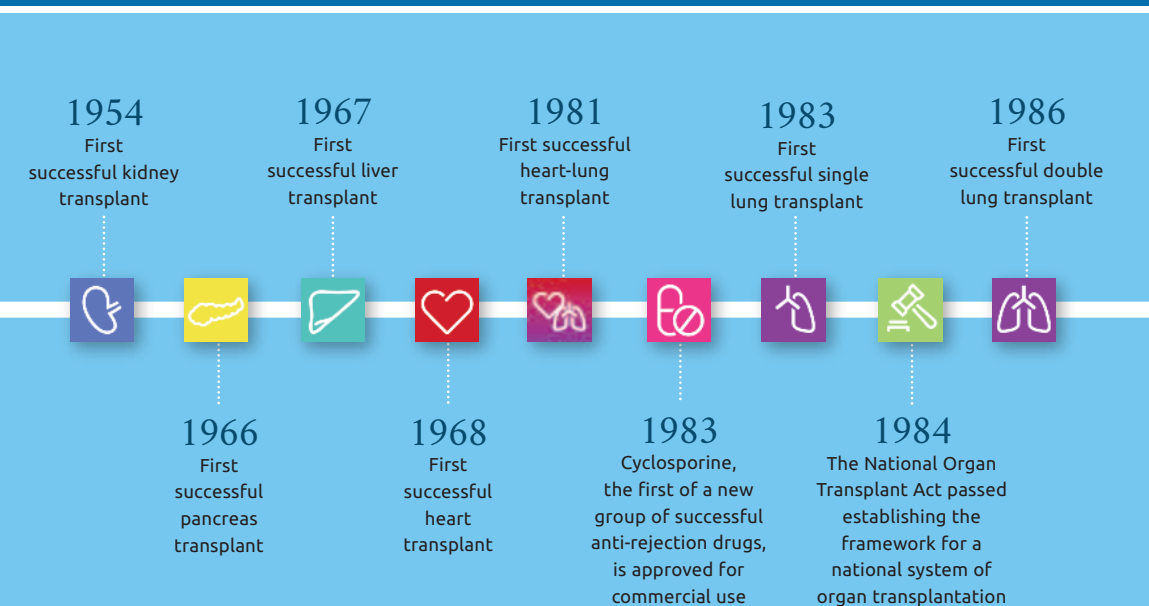 1954
First
successful kidney
transplant
1966
First
successful
pancreas
transplant
1967
First
successful liver
transplant
1968
First
successful
heart
transplant
1981
First successful
heart-lung
transplant
1983
Cyclosporine,
the first of a new
group of successful
anti-rejection drugs,
is approved for
commercial use
1983
First
successful single
lung transplant
1984
The National Organ
Transplant Act passed
establishing the
framework for a
national system of
organ transplantation
1986
First
successful double
lung transplant